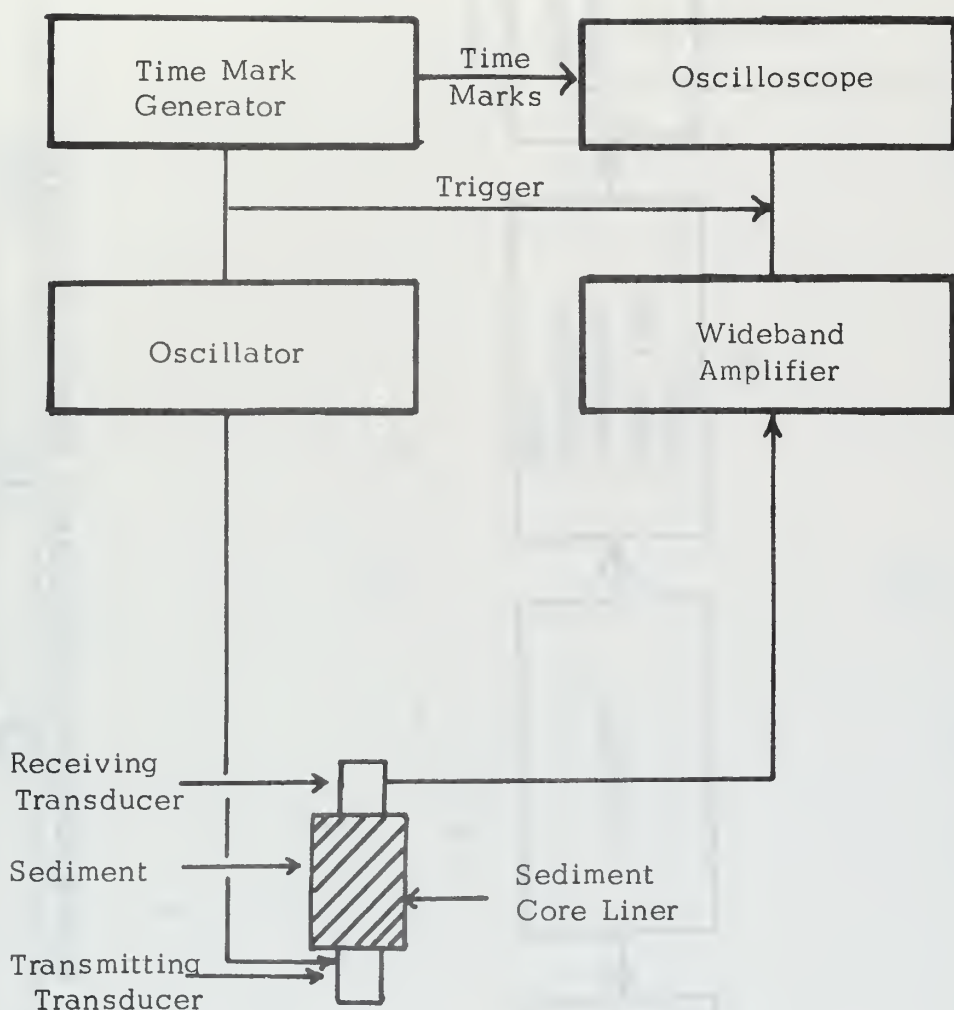 Time Mark
Generator
Time
Marks
Oscilloscope
Trigger
Oscillator
Wideband
Amplifier
Receiving
Transducer
Sediment
Sediment
Core Liner
Transmitting
Transducer